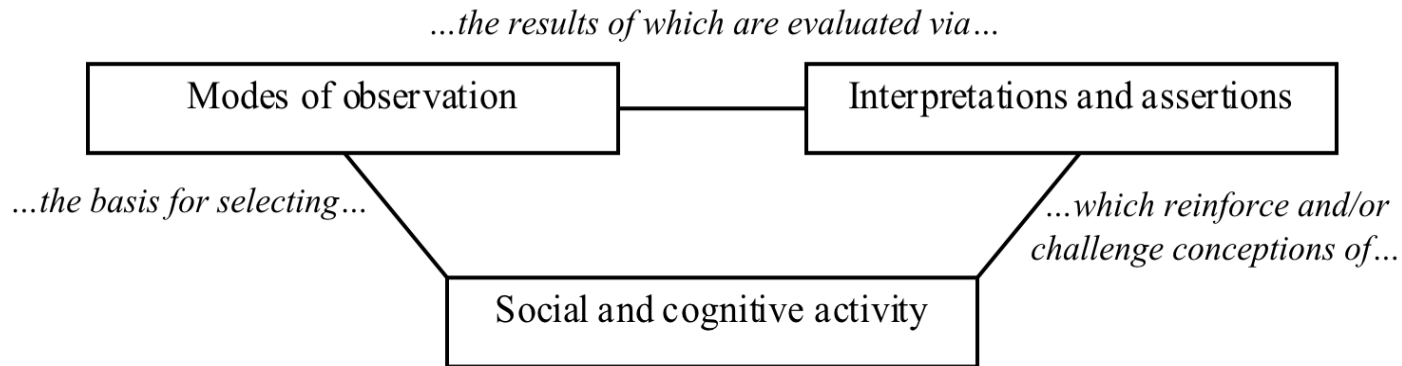 …the results of which are evaluated via…
Modes of observation
Interpretations and assertions
…the basis for selecting…
…which reinforce and/or
challenge conceptions of…
Social and cognitive activity